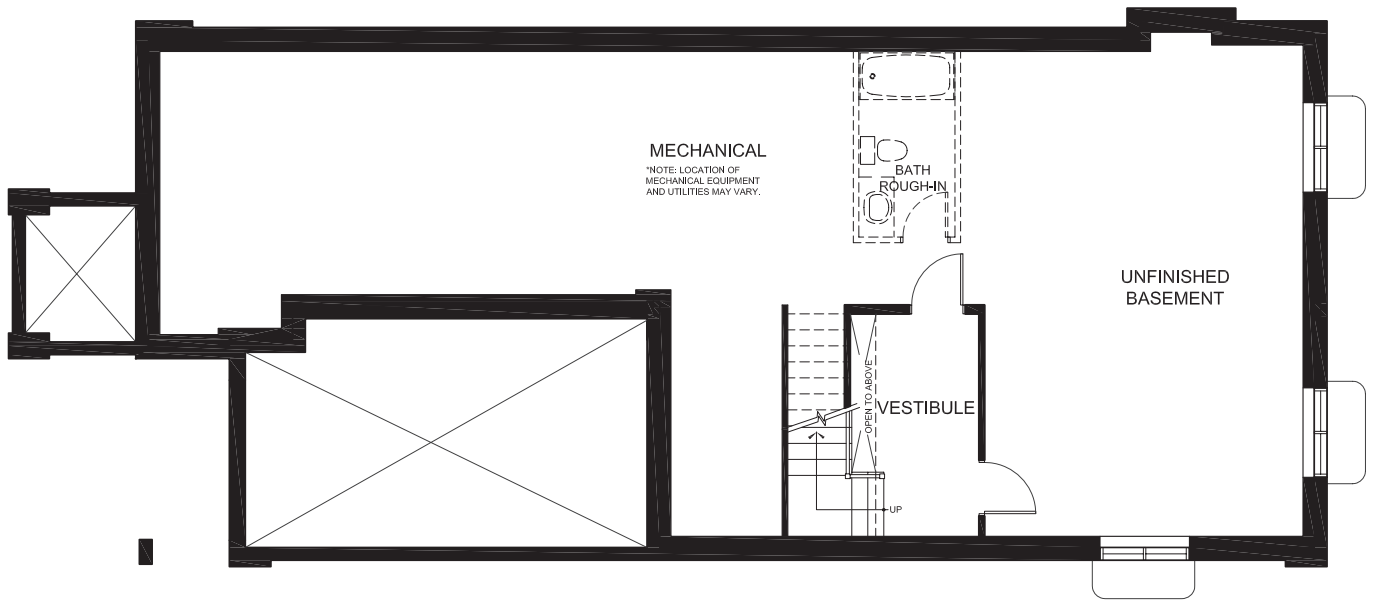 MECHANICAL
*NOTE: LOCATION OF
MECHANICAL EQUIPMENT
AND UTILITIES MAY VARY.
BATH
ROUGH-IN
UNFINISHED
BASEMENT
OPEN TO ABOVE
VESTIBULE
UP